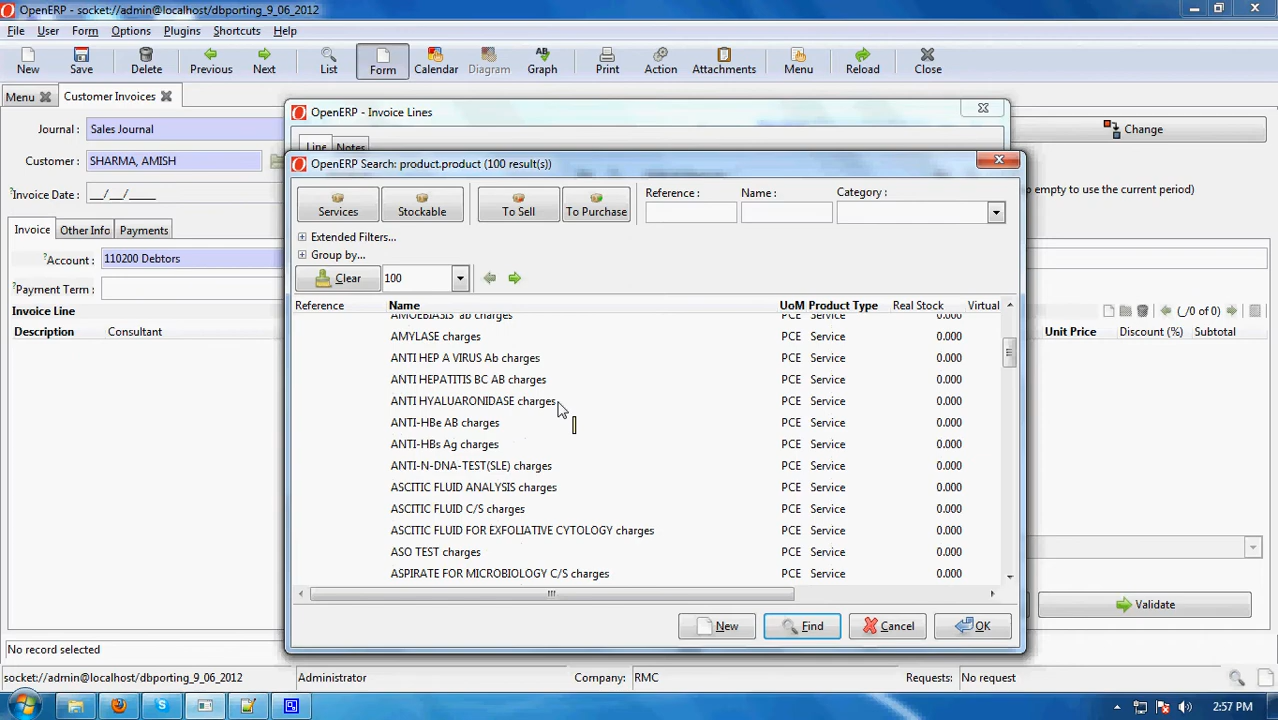 OpenERP - socket://admin@localhost/dbporting_9_06_2012
File User Form Options Plugins Shortcuts Help
New Save Delete Previous Next List Form Calendar Diagram Graph Print Action Attachments Menu Reload Close
Menu Customer Invoices
Journal : Sales Journal
Customer : SHARMA, AMISH
?Invoice Date : __/__/____
Invoice Other Info Payments
?Account : 110200 Debtors
?Payment Term :
Invoice Line
Description Consultant
No record selected
Change
o empty to use the current period)
(_/0 of 0)
Unit Price Discount (%) Subtotal
Validate
OpenERP - Invoice Lines
Line Notes
OpenERP Search: product.product (100 result(s))
Services Stockable To Sell To Purchase
Reference : Name : Category :
Extended Filters...
Group by...
Clear 100
Reference Name UoM Product Type Real Stock Virtual
AMOEBIASIS ab charges PCE Service 0.000
AMYLASE charges PCE Service 0.000
ANTI HEP A VIRUS Ab charges PCE Service 0.000
ANTI HEPATITIS BC AB charges PCE Service 0.000
ANTI HYALUARONIDASE charges PCE Service 0.000
ANTI-HBe AB charges PCE Service 0.000
ANTI-HBs Ag charges PCE Service 0.000
ANTI-N-DNA-TEST(SLE) charges PCE Service 0.000
ASCITIC FLUID ANALYSIS charges PCE Service 0.000
ASCITIC FLUID C/S charges PCE Service 0.000
ASCITIC FLUID FOR EXFOLIATIVE CYTOLOGY charges PCE Service 0.000
ASO TEST charges PCE Service 0.000
ASPIRATE FOR MICROBIOLOGY C/S charges PCE Service 0.000
New Find Cancel OK
socket://admin@localhost/dbporting_9_06_2012 Administrator Company: RMC Requests: No request
2:57 PM